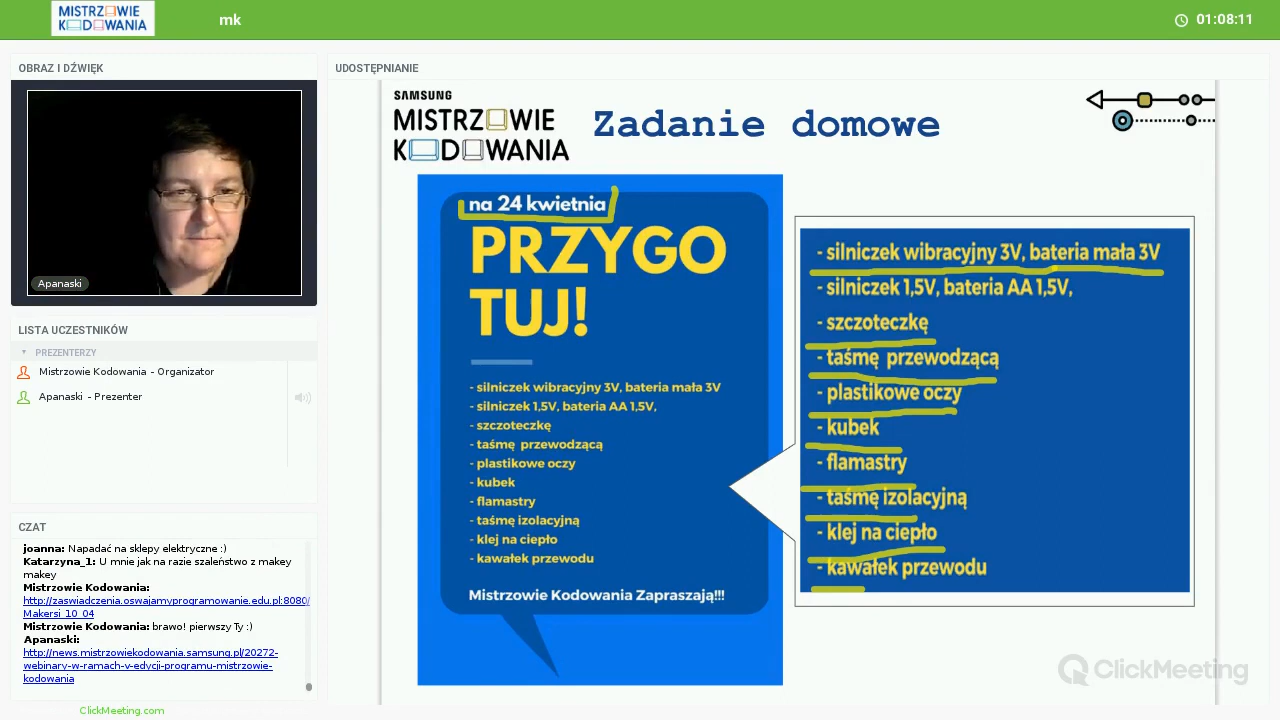 MISTRZOWIE
KODOWANIA
mk
01:08:11
OBRAZ I DŹWIĘK
Apanaski
LISTA UCZESTNIKÓW
PREZENTERZY
Mistrzowie Kodowania - Organizator
Apanaski - Prezenter
CZAT
joanna: Napadać na sklepy elektryczne :)
Katarzyna_1: U mnie jak na razie szaleństwo z makey
makey
Mistrzowie Kodowania:
http://zaswiadczenia.oswajamyprogramowanie.edu.pl:8080/
Makersi_10_04
Mistrzowie Kodowania: brawo! pierwszy Ty :)
Apanaski:
http://news.mistrzowiekodowania.samsung.pl/20272-
webinary-w-ramach-v-edycji-programu-mistrzowie-
kodowania
ClickMeeting.com
UDOSTĘPNIANIE
SAMSUNG
MISTRZOWIE
KODOWANIA
Zadanie domowe
na 24 kwietnia
PRZYGO
TUJ!
- silniczek wibracyjny 3V, bateria mała 3V
- silniczek 1,5V, bateria AA 1,5V,
- szczoteczkę
- taśmę przewodzącą
- plastikowe oczy
- kubek
- flamastry
- taśmę izolacyjną
- klej na ciepło
- kawałek przewodu
Mistrzowie Kodowania Zapraszają!!!
- silniczek wibracyjny 3V, bateria mała 3V
- silniczek 1,5V, bateria AA 1,5V,
- szczoteczkę
- taśmę przewodzącą
- plastikowe oczy
- kubek
- flamastry
- taśmę izolacyjną
- klej na ciepło
- kawałek przewodu
ClickMeeting